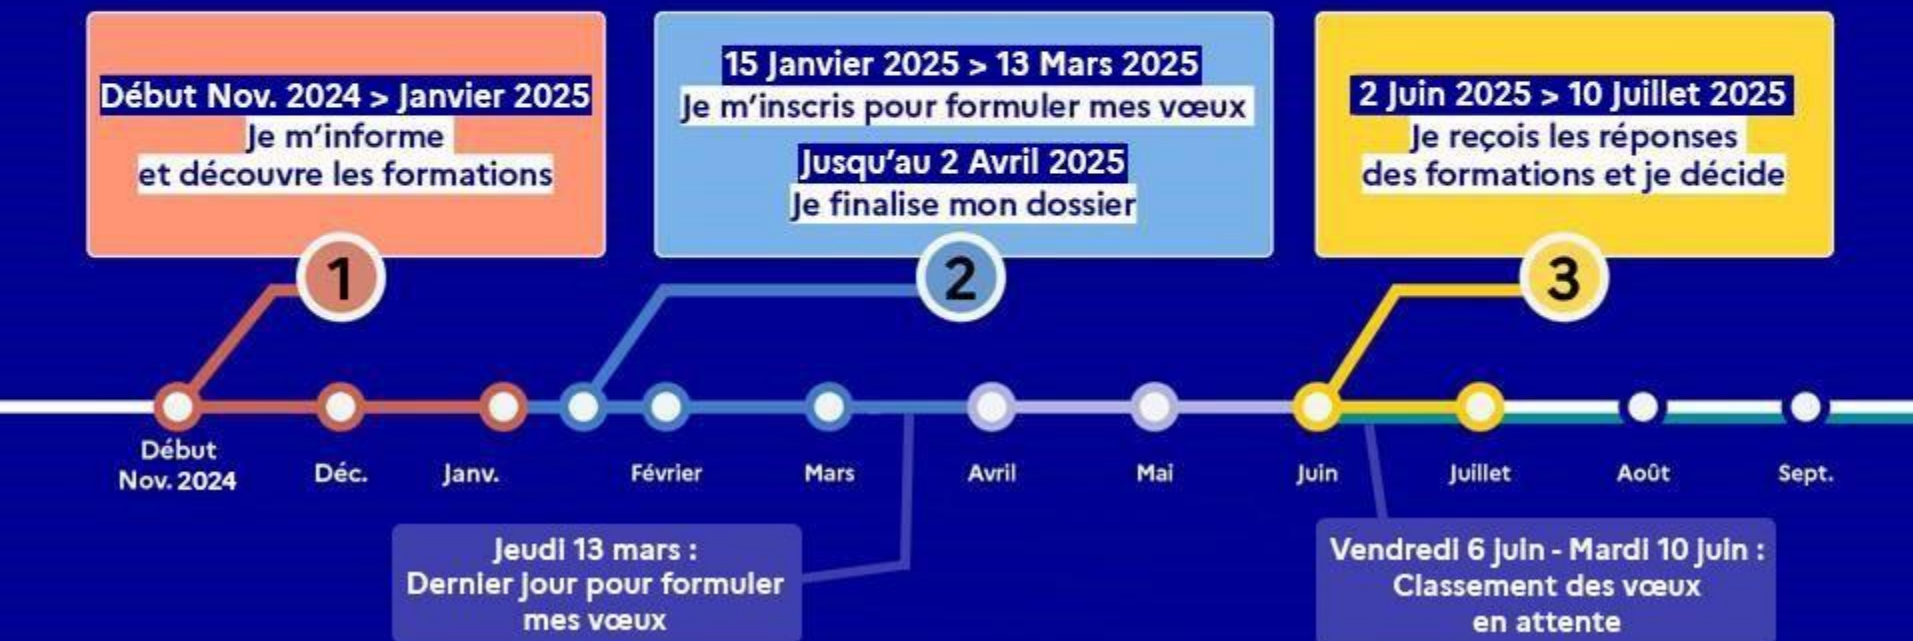 Début Nov. 2024 > Janvier 2025
Je m'informe
et découvre les formations
1
15 Janvier 2025 > 13 Mars 2025
Je m'inscris pour formuler mes vœux
Jusqu'au 2 Avril 2025
Je finalise mon dossier
2
2 Juin 2025 > 10 Juillet 2025
Je reçois les réponses
des formations et je décide
3
Début
Nov. 2024
Déc.
Janv.
Février
Mars
Avril
Mai
Juin
Juillet
Août
Sept.
Jeudi 13 mars :
Dernier jour pour formuler
mes vœux
Vendredi 6 juin - Mardi 10 juin :
Classement des vœux
en attente